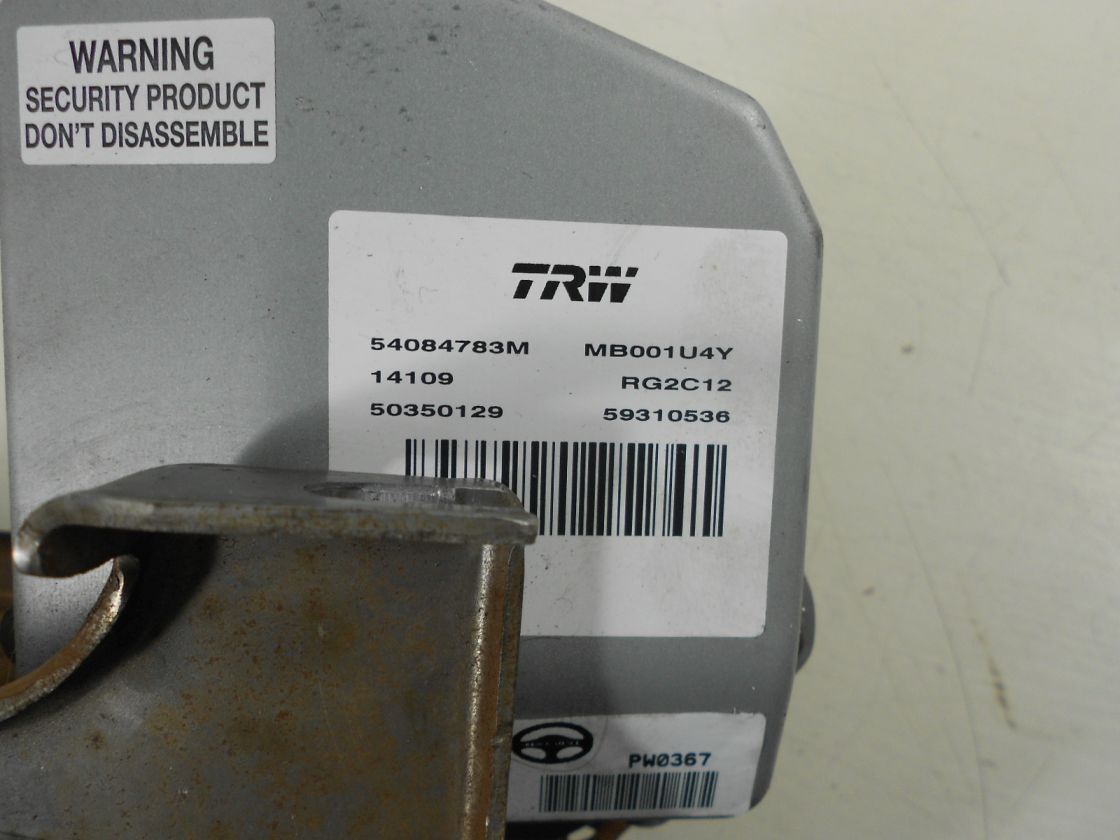 WARNING
SECURITY PRODUCT
DON'T DISASSEMBLE
TRW
54084783M MB001U4Y
14109 RG2C12
50350129 59310536
PW0367